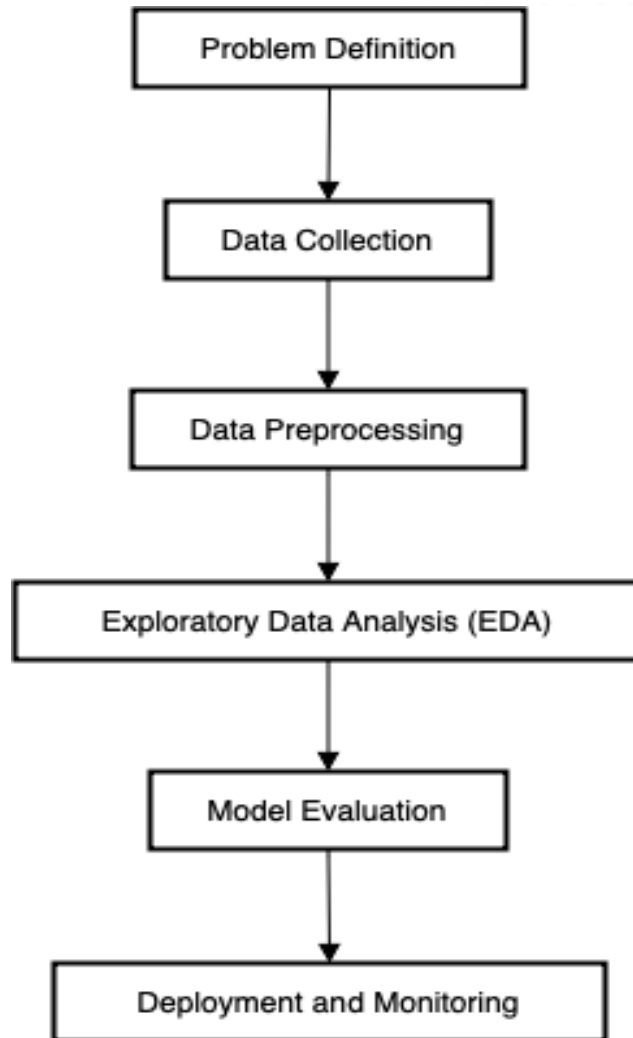 Problem Definition
Data Collection
Data Preprocessing
Exploratory Data Analysis (EDA)
Model Evaluation
Deployment and Monitoring